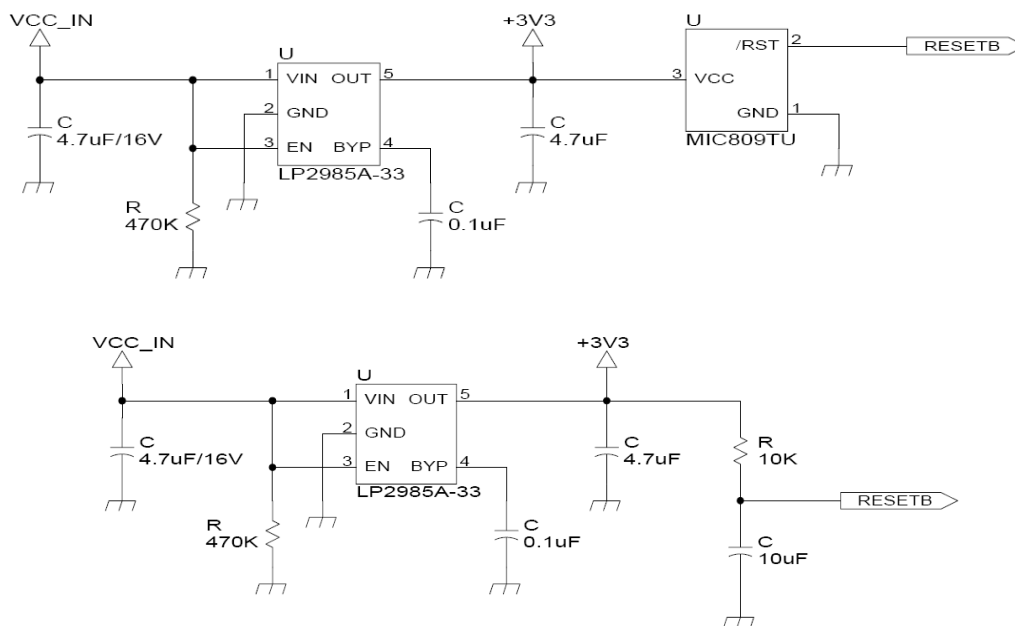 VCC_IN
+3V3
U
U
/RST
2
RESETB
1
VIN
OUT
5
3
VCC
2
GND
GND
1
C
4.7uF/16V
C
4.7uF
3
EN
BYP
4
MIC809TU
LP2985A-33
R
470K
C
0.1uF
VCC_IN
+3V3
U
1
VIN
OUT
5
2
GND
C
4.7uF/16V
C
4.7uF
R
10K
3
EN
BYP
4
LP2985A-33
RESETB
R
470K
C
0.1uF
C
10uF